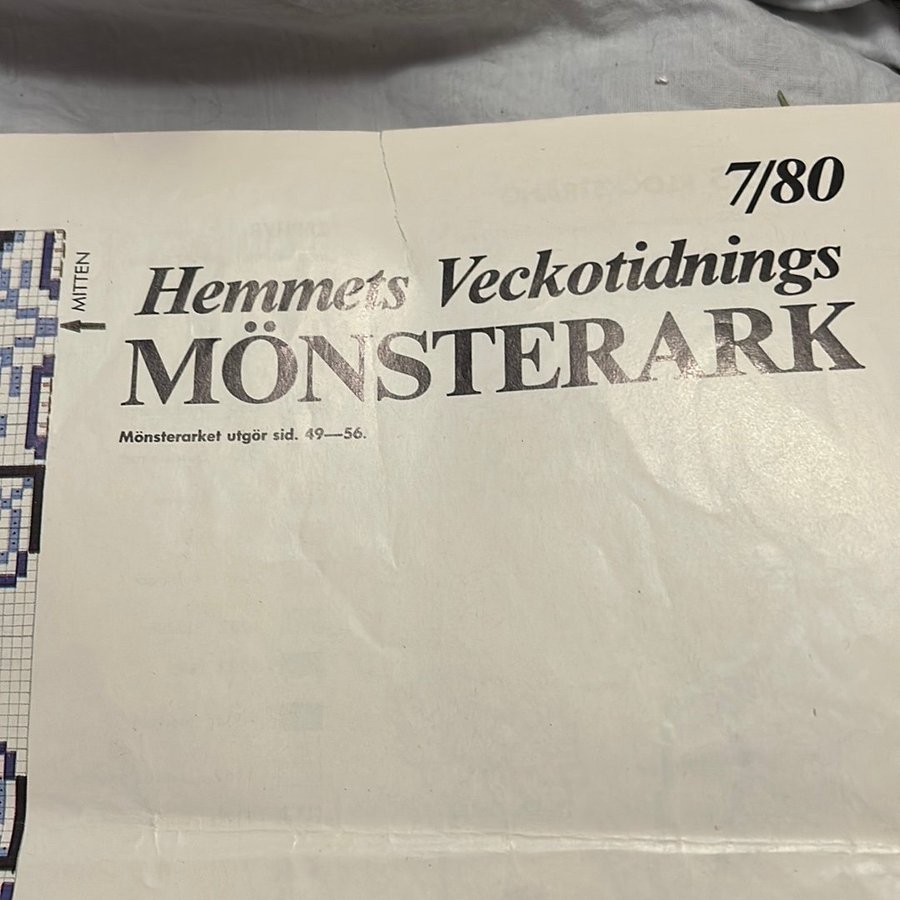 7/80
MITTEN
Hemmets Veckotidnings
MÖNSTERARK
Mönsterarket utgör sid. 49—56.